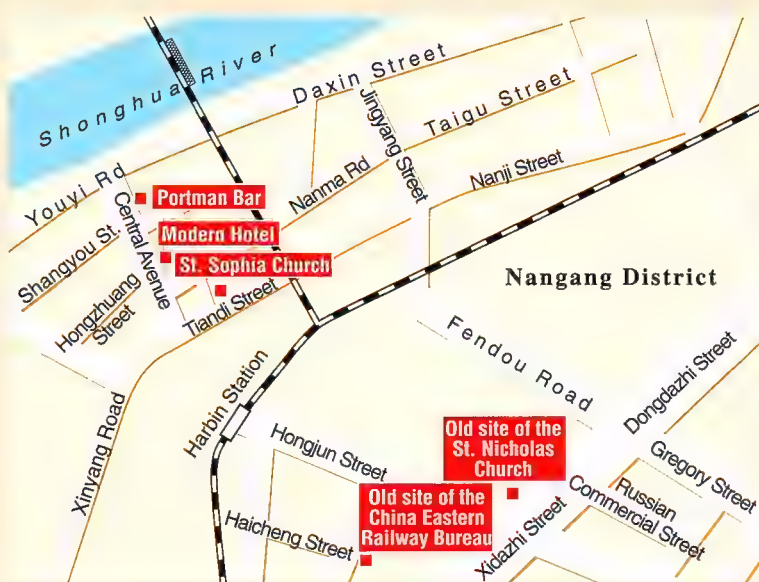 Shonghua River
Daxin Street
Jingyang Street
Taigu Street
Youyi Rd
Central Avenue
Portman Bar
Nanma Rd
Nanji Street
Shangyou St.
Modern Hotel
St. Sophia Church
Hongzhuang
Street
Tiandi Street
Nangang District
Fendou Road
Harbin Station
Xinyang Road
Dongdazhi Street
Hongjun Street
Old site of the
St. Nicholas
Church
Gregory Street
Old site of the
China Eastern
Railway Bureau
Russian
Commercial Street
Haicheng Street
Xidazhi Street